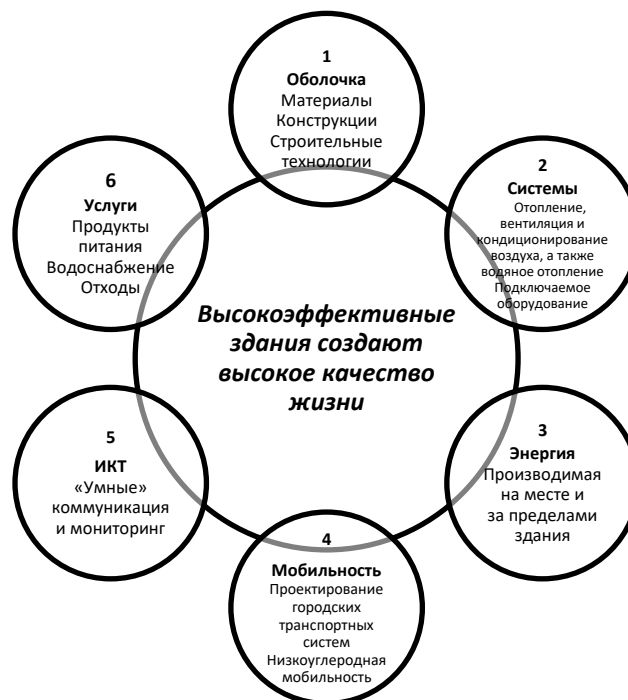 1
Оболочка
Материалы
Конструкции
Строительные
технологии
2
Системы
Отопление,
вентиляция и
кондиционирование
воздуха, а также
водяное отопление
Подключаемое
оборудование
3
Энергия
Производимая
на месте и
за пределами
здания
4
Мобильность
Проектирование
городских
транспортных
систем
Низкоуглеродная
мобильность
5
ИКТ
«Умные»
коммуникация
и мониторинг
6
Услуги
Продукты
питания
Водоснабжение
Отходы
Высокоэффективные
здания создают
высокое качество
жизни